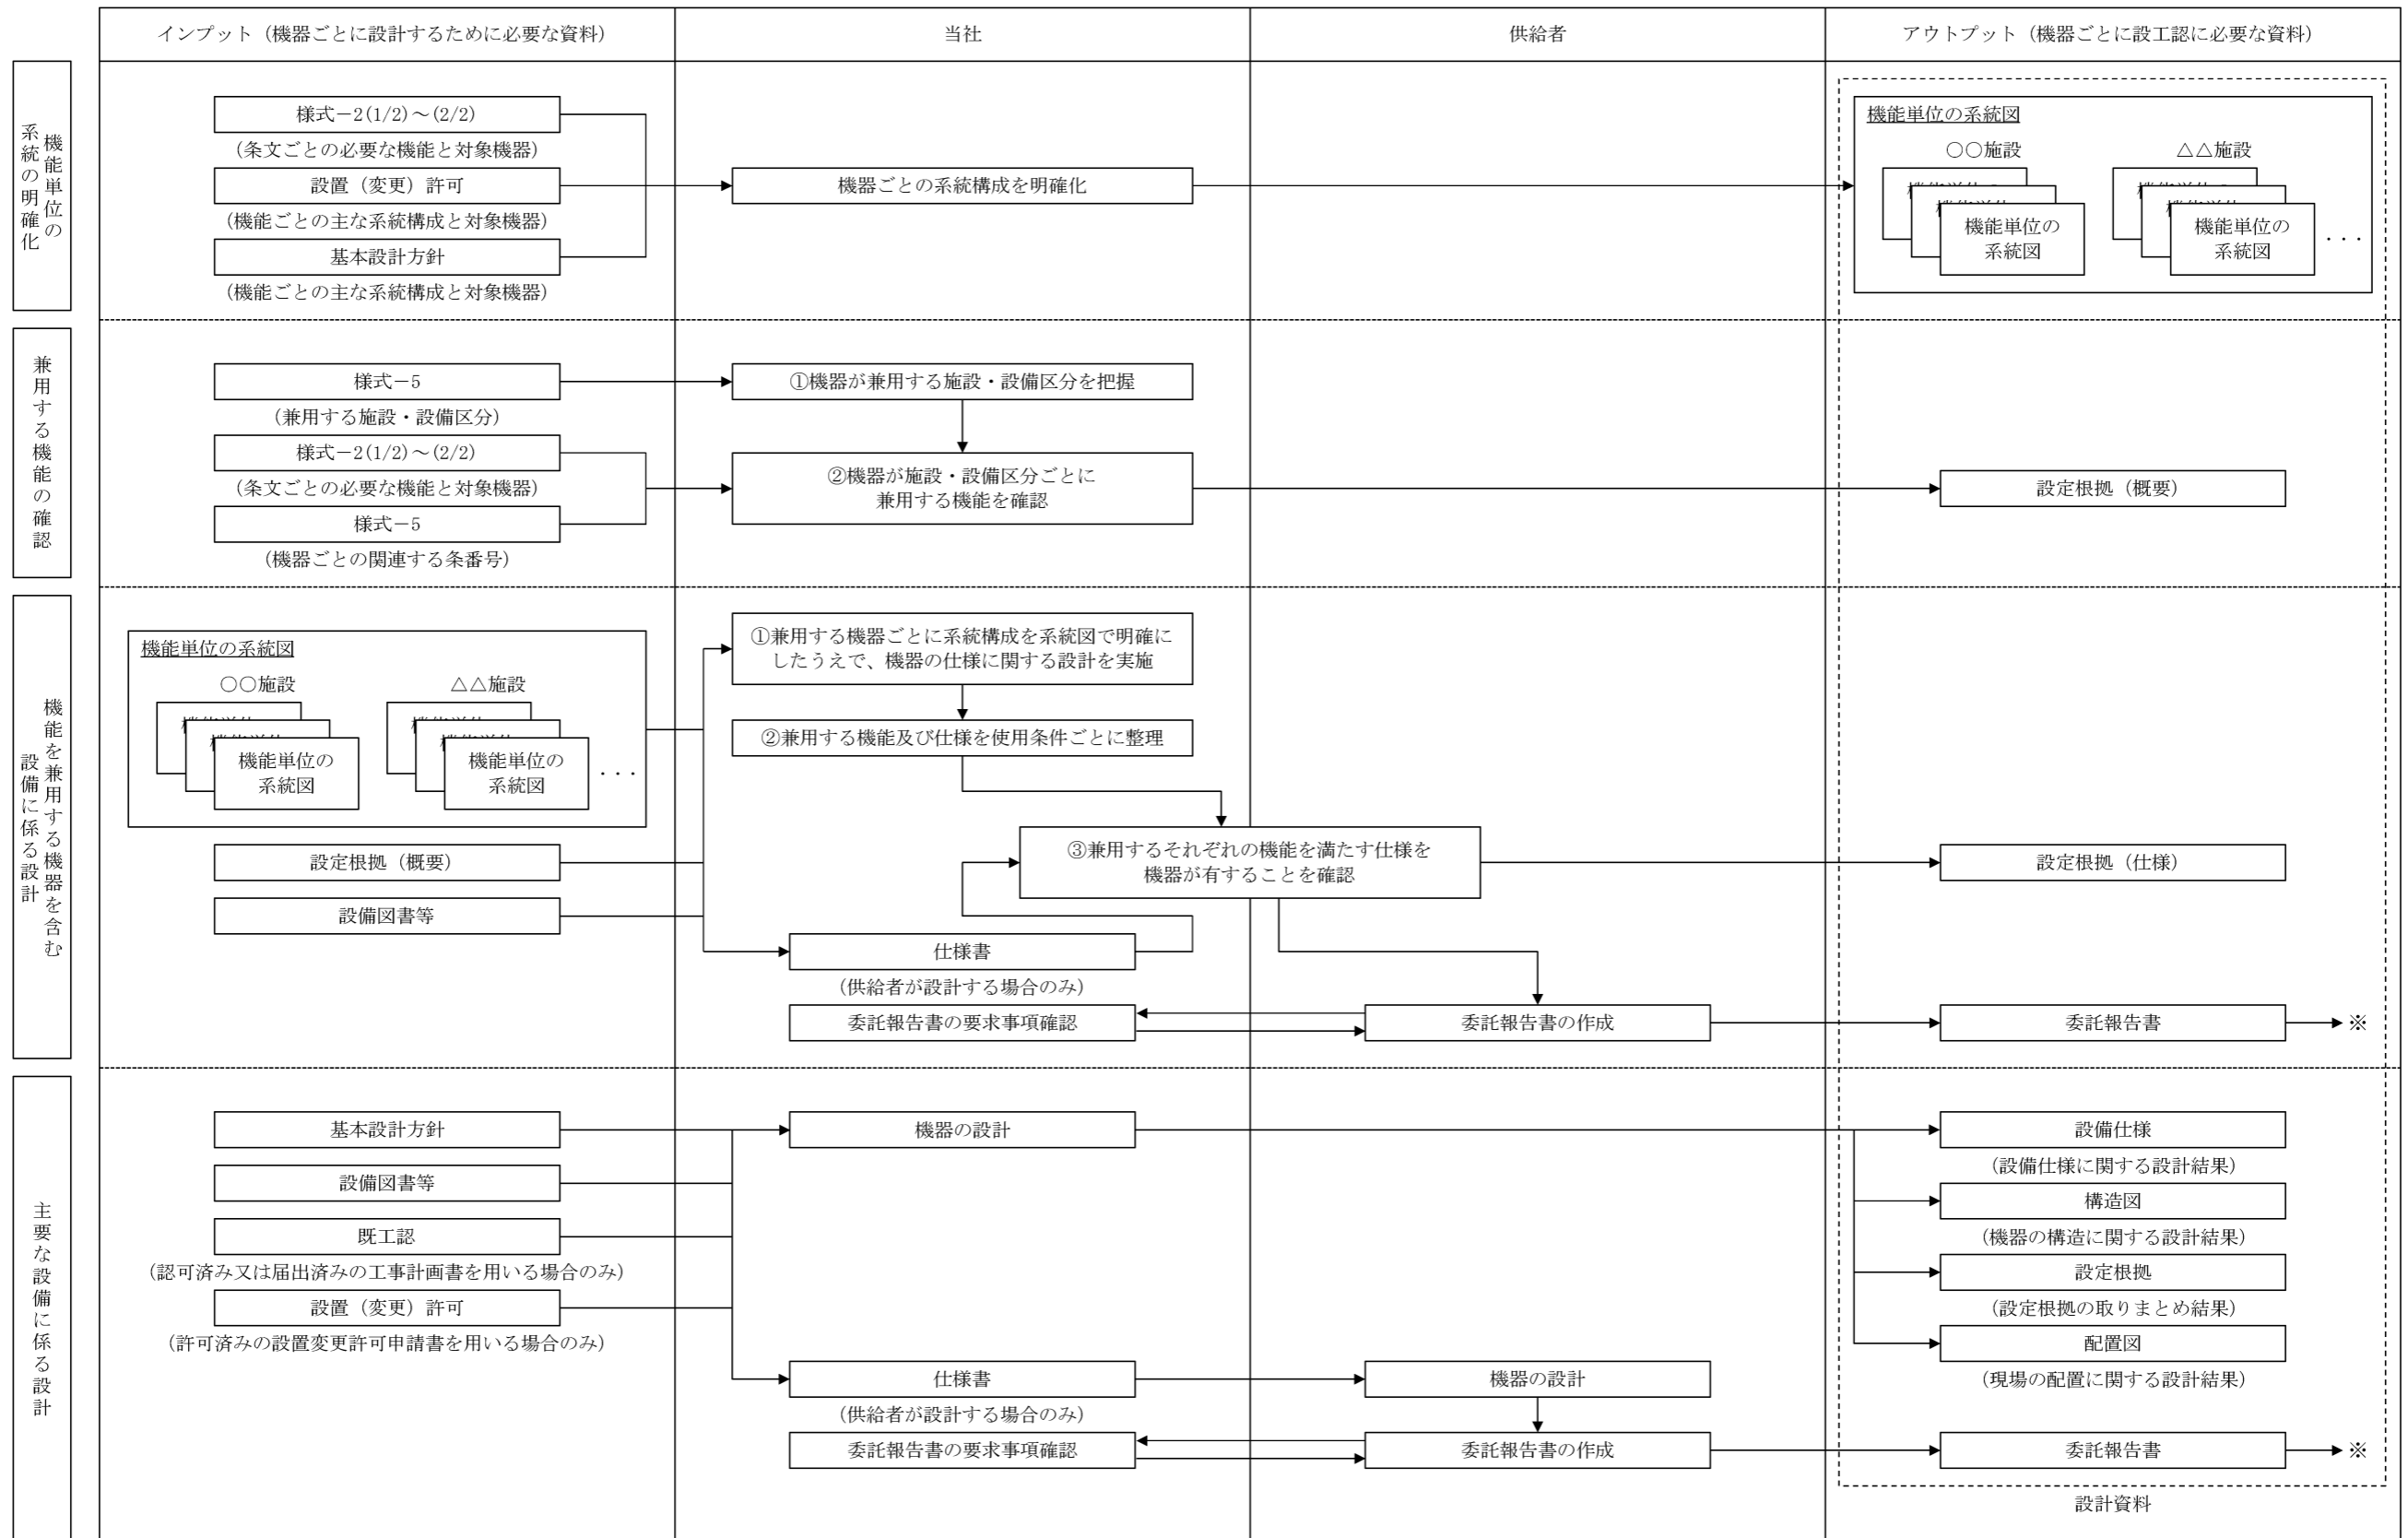 インプット（機器ごとに設計するために必要な資料）
当社
供給者
アウトプット（機器ごとに設工認に必要な資料）
機能単位の
系統の明確化
様式－2(1/2)～(2/2)
（条文ごとの必要な機能と対象機器）
設置（変更）許可
（機能ごとの主な系統構成と対象機器）
基本設計方針
（機能ごとの主な系統構成と対象機器）
機器ごとの系統構成を明確化
機能単位の系統図
○○施設
△△施設
機能単位の
系統図
機能単位の
系統図
・・・
兼用する機能の確認
様式－5
（兼用する施設・設備区分）
様式－2(1/2)～(2/2)
（条文ごとの必要な機能と対象機器）
様式－5
（機器ごとの関連する条番号）
①機器が兼用する施設・設備区分を把握
②機器が施設・設備区分ごとに
兼用する機能を確認
設定根拠（概要）
機能を兼用する機器を含む
設備に係る設計
機能単位の系統図
○○施設
△△施設
機能単位の
系統図
機能単位の
系統図
・・・
設定根拠（概要）
設備図書等
①兼用する機器ごとに系統構成を系統図で明確に
したうえで、機器の仕様に関する設計を実施
②兼用する機能及び仕様を使用条件ごとに整理
③兼用するそれぞれの機能を満たす仕様を
機器が有することを確認
設定根拠（仕様）
仕様書
（供給者が設計する場合のみ）
委託報告書の要求事項確認
委託報告書の作成
委託報告書
※
主要な設備に係る設計
基本設計方針
設備図書等
既工認
（認可済み又は届出済みの工事計画書を用いる場合のみ）
設置（変更）許可
（許可済みの設置変更許可申請書を用いる場合のみ）
機器の設計
設備仕様
（設備仕様に関する設計結果）
構造図
（機器の構造に関する設計結果）
設定根拠
（設定根拠の取りまとめ結果）
配置図
（現場の配置に関する設計結果）
仕様書
（供給者が設計する場合のみ）
機器の設計
委託報告書の要求事項確認
委託報告書の作成
委託報告書
※
設計資料